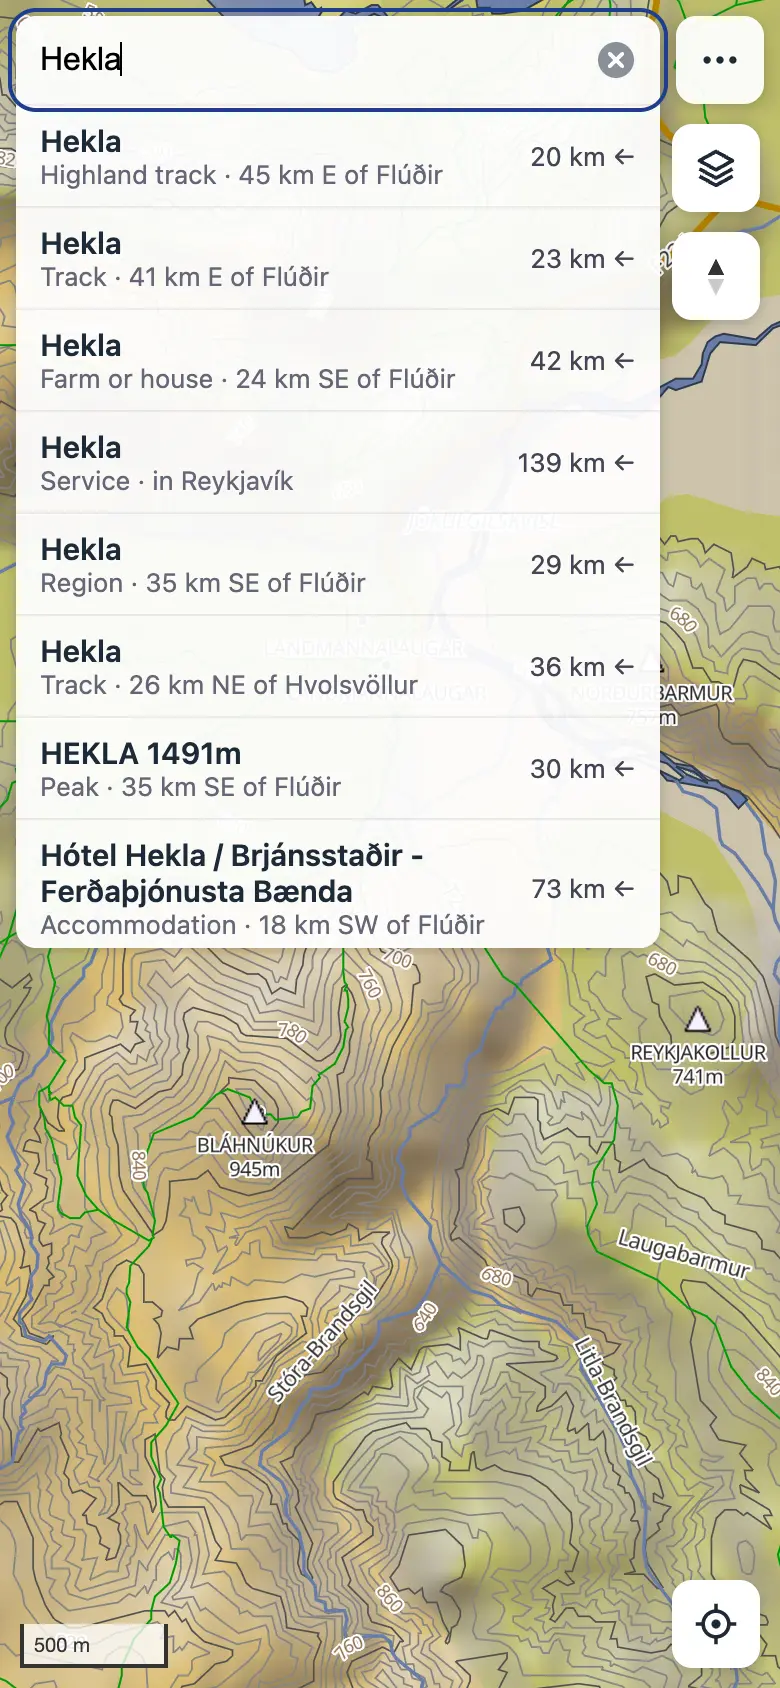 Hekla
Hekla
Highland track · 45 km E of Flúðir
20 km ←
Hekla
Track · 41 km E of Flúðir
23 km ←
Hekla
Farm or house · 24 km SE of Flúðir
42 km ←
Hekla
Service · in Reykjavík
139 km ←
Hekla
Region · 35 km SE of Flúðir
29 km ←
Hekla
Track · 26 km NE of Hvolsvöllur
36 km ←
HEKLA 1491m
Peak · 35 km SE of Flúðir
30 km ←
Hótel Hekla / Brjánsstaðir -
Ferðaþjónusta Bænda
Accommodation · 18 km SW of Flúðir
73 km ←
LANDMANNALAUGAR
680
NORÐURBARMUR
757m
700
760
680
780
REYKJAKOLLUR
741m
BLÁHNÚKUR
945m
840
Laugabarmur
680
640
Stóra-Brandsgil
Litla-Brandsgil
840
860
760
500 m